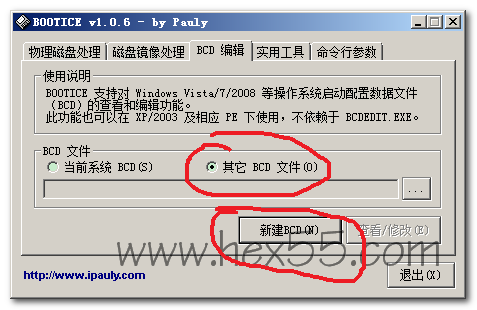 BOOTICE v1.0.6 - by Pauly
物理磁盘处理 磁盘镜像处理 BCD 编辑 实用工具 命令行参数
使用说明
BOOTICE 支持对 Windows Vista/7/2008 等操作系统启动配置数据文件
(BCD) 的查看和编辑功能。
此功能也可以在 XP/2003 及相应 PE 下使用，不依赖于 BCDEDIT.EXE。
BCD 文件
当前系统 BCD(S) 其它 BCD 文件(O)
...
新建BCD(N) 查看/修改(E)
www.hex55.com
http://www.ipauly.com 退出(X)